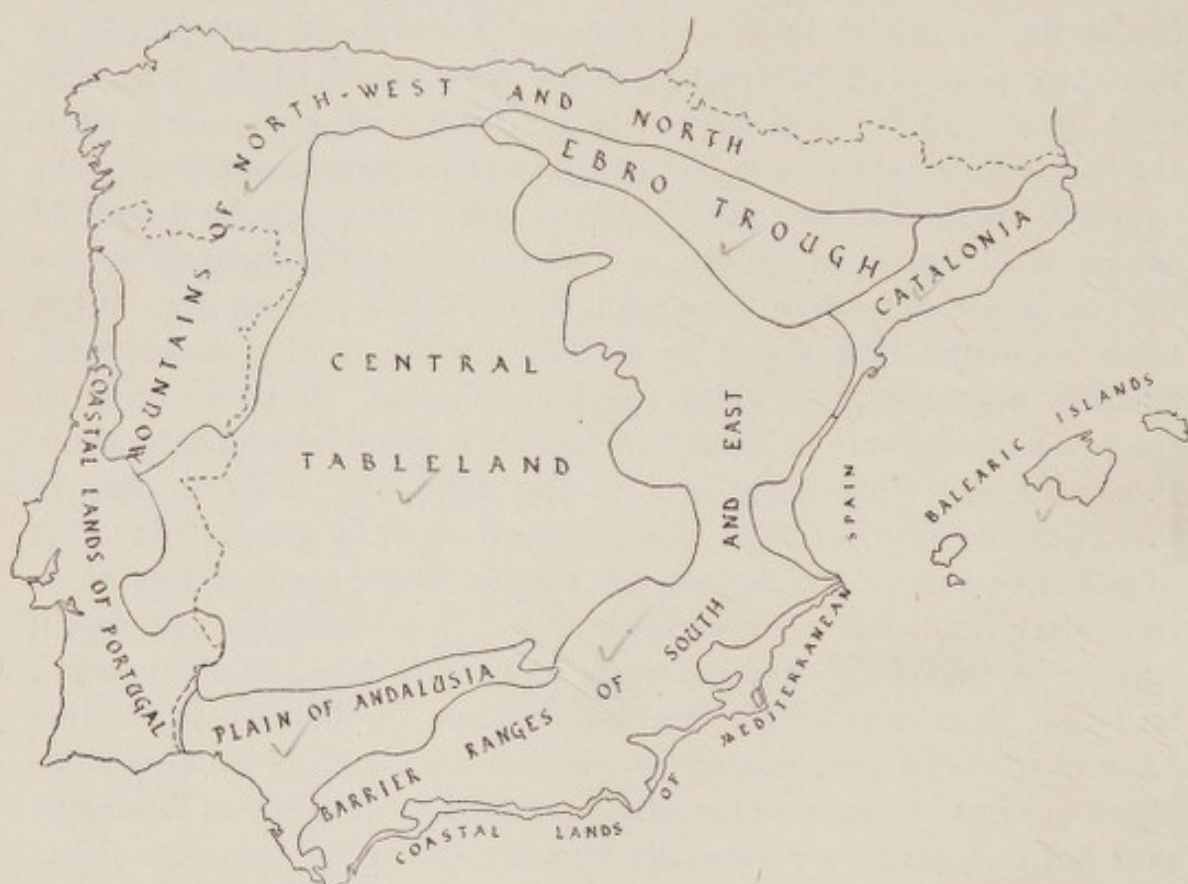 MOUNTAINS OF NORTH-WEST AND NORTH
EBRO TROUGH
CATALONIA
CENTRAL
TABLELAND
COASTAL LANDS OF PORTUGAL
BALEARIC ISLANDS
PLAIN OF ANDALUSIA
BARRIER RANGES OF SOUTH AND EAST
COASTAL LANDS OF MEDITERRANEAN SPAIN